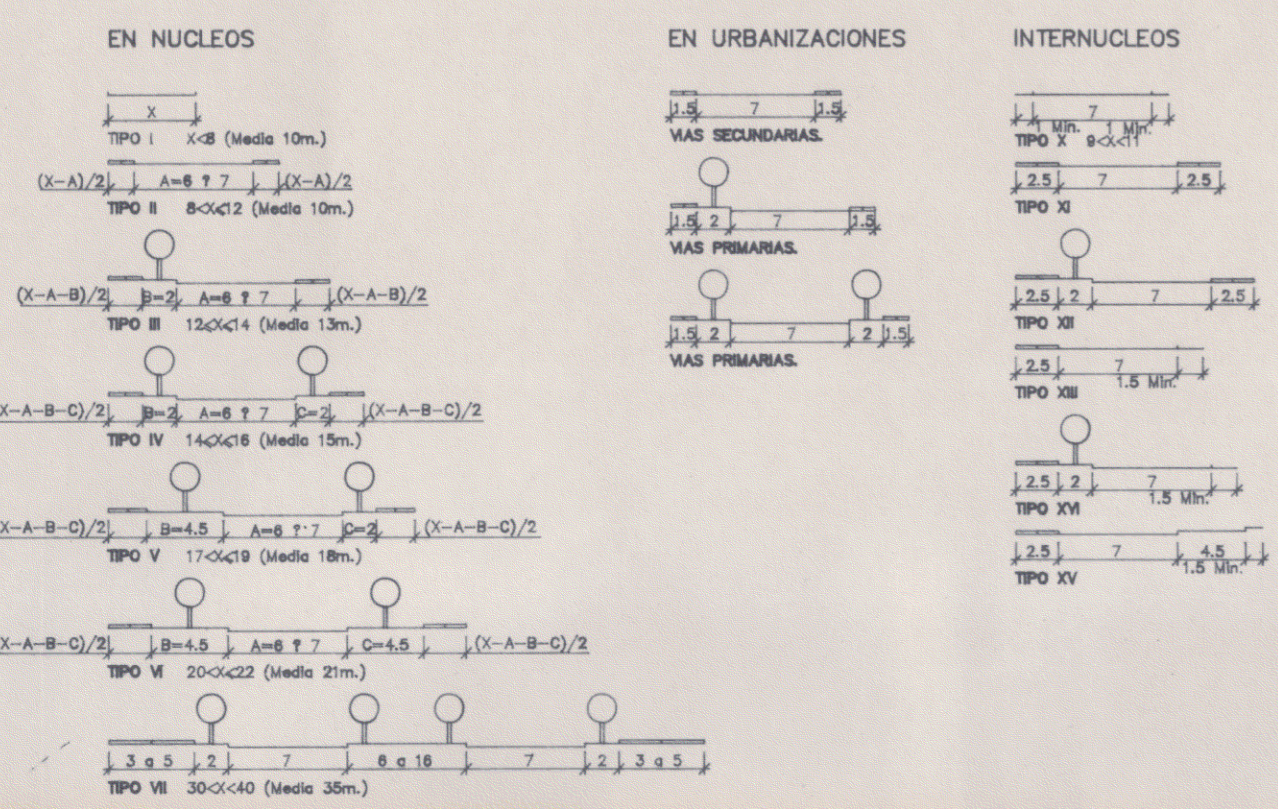 EN NUCLEOS
X
TIPO I X<8 (Media 10m.)
(X-A)/2 A=6 ? 7 (X-A)/2
TIPO II 8<X⩽12 (Media 10m.)
(X-A-B)/2 B=2 A=6 ? 7 (X-A-B)/2
TIPO III 12⩽X⩽14 (Media 13m.)
X-A-B-C)/2 B=2 A=6 ? 7 C=2 (X-A-B-C)/2
TIPO IV 14⩽X⩽16 (Media 15m.)
X-A-B-C)/2 B=4.5 A=6 ? 7 C=2 (X-A-B-C)/2
TIPO V 17<X⩽19 (Media 18m.)
X-A-B-C)/2 B=4.5 A=6 ? 7 C=4.5 (X-A-B-C)/2
TIPO VI 20<X⩽22 (Media 21m.)
3 a 5 2 7 6 a 16 7 2 3 a 5
TIPO VII 30<X<40 (Media 35m.)
EN URBANIZACIONES
1.5 7 1.5
VIAS SECUNDARIAS.
1.5 2 7 1.5
VIAS PRIMARIAS.
1.5 2 7 2 1.5
VIAS PRIMARIAS.
INTERNUCLEOS
7
1 Min. 1 Min.
TIPO X 9<X<11
2.5 7 2.5
TIPO XI
2.5 2 7 2.5
TIPO XII
2.5 7
1.5 Min.
TIPO XIII
2.5 2 7
1.5 Min.
TIPO XVI
2.5 7 4.5
1.5 Min.
TIPO XV